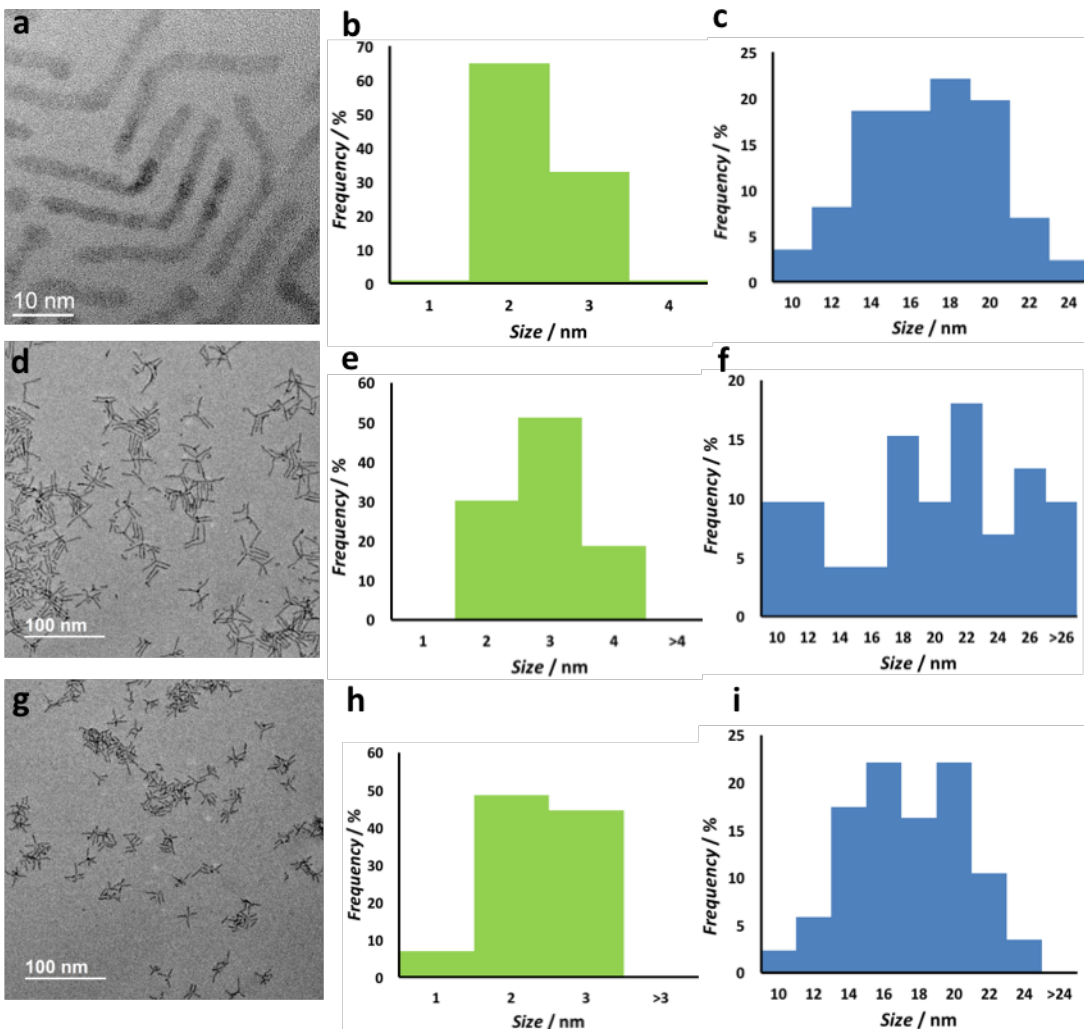 a
10 nm
b
70
60
50
40
30
20
10
0
Frequency / %
1 2 3 4
Size / nm
c
25
20
15
10
5
0
Frequency / %
10 12 14 16 18 20 22 24
Size / nm
d
100 nm
e
60
50
40
30
20
10
0
Frequency / %
1 2 3 4 >4
Size / nm
f
20
15
10
5
0
Frequency / %
10 12 14 16 18 20 22 24 26 >26
Size / nm
g
100 nm
h
60
50
40
30
20
10
0
Frequency / %
1 2 3 >3
Size / nm
i
25
20
15
10
5
0
Frequency / %
10 12 14 16 18 20 22 24 >24
Size / nm